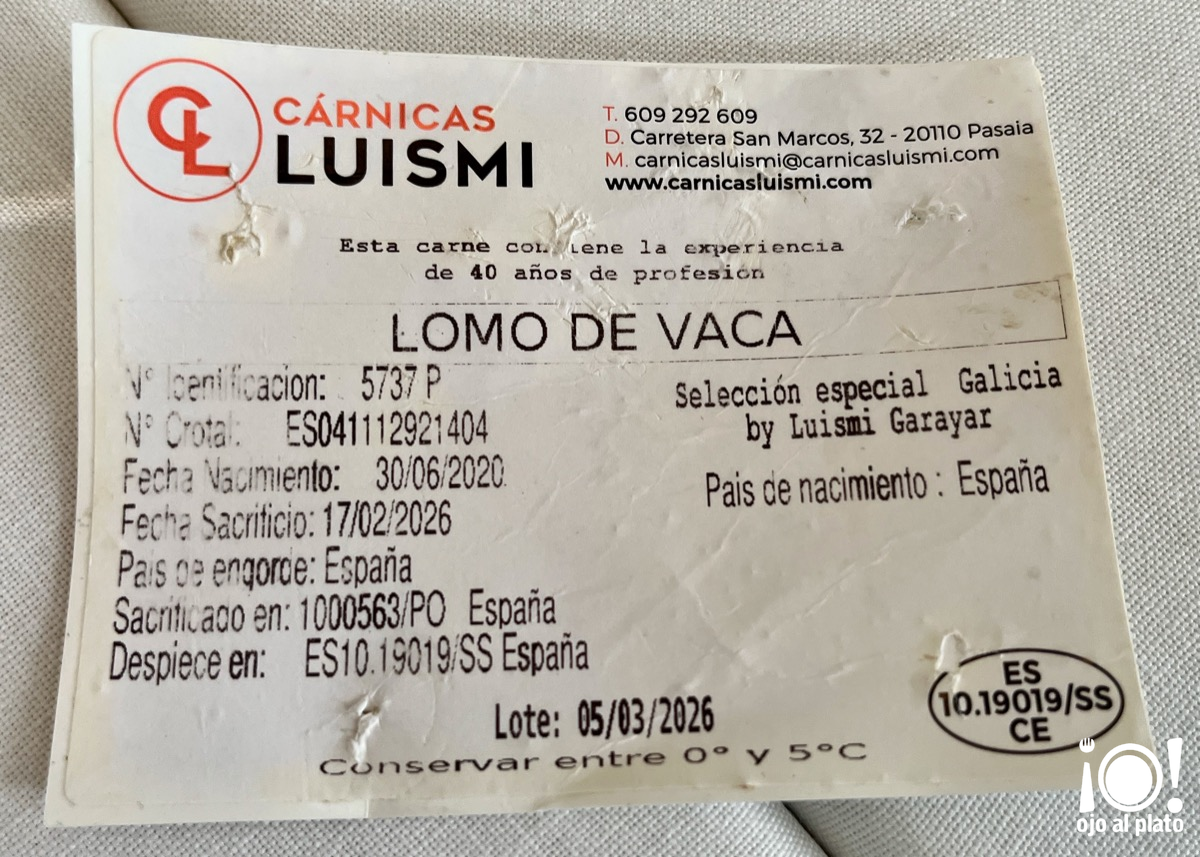 CL
CÁRNICAS
LUISMI
T. 609 292 609
D. Carretera San Marcos, 32 - 20110 Pasaia
M. carnicasluismi@carnicasluismi.com
www.carnicasluismi.com
Esta carne contiene la experiencia
de 40 años de profesión
LOMO DE VACA
Nº Identificacion: 5737 P
Nº Crotal: ES041112921404
Fecha Nacimiento: 30/06/2020
Fecha Sacrificio: 17/02/2026
Pais de engorde: España
Sacrificado en: 1000563/PO España
Despiece en: ES10.19019/SS España
Selección especial Galicia
by Luismi Garayar
Pais de nacimiento : España
Lote: 05/03/2026
Conservar entre 0º y 5ºC
ES
10.19019/SS
CE
¡O!
ojo al plato